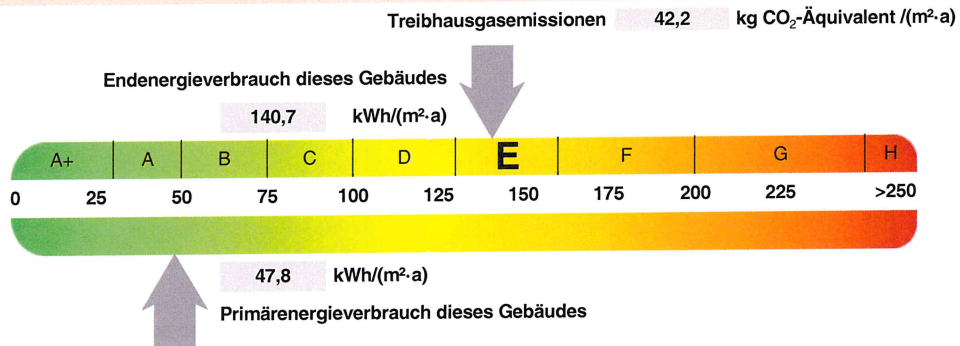 Treibhausgasemissionen 42,2 kg CO₂-Äquivalent /(m²·a)
Endenergieverbrauch dieses Gebäudes
140,7 kWh/(m²·a)
A+ A B C D E F G H
0 25 50 75 100 125 150 175 200 225 >250
47,8 kWh/(m²·a)
Primärenergieverbrauch dieses Gebäudes